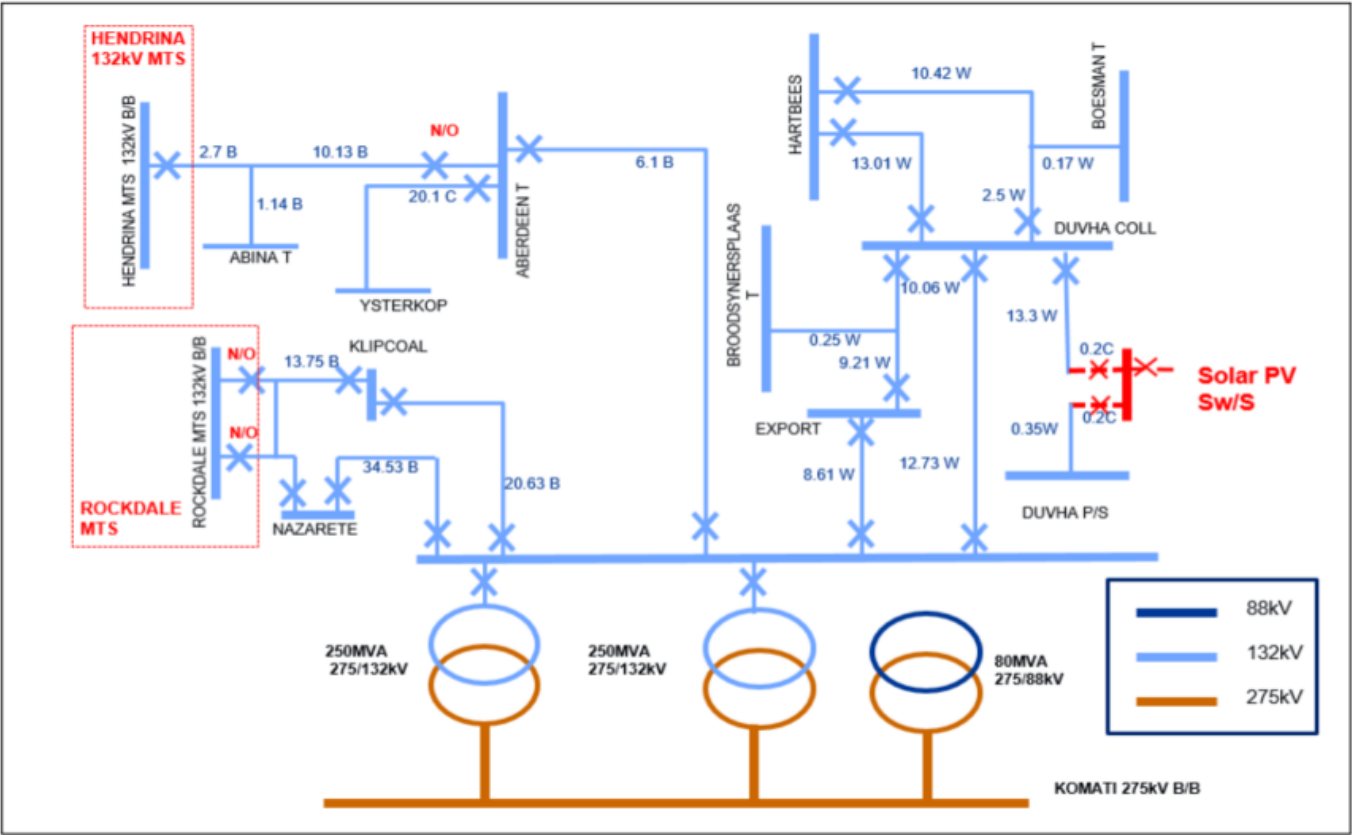 HENDRINA
132kV MTS
HENDRINA MTS 132kV B/B
2.7 B
10.13 B
N/O
1.14 B
ABINA T
20.1 C
YSTERKOP
ABERDEEN T
6.1 B
HARTBEES
10.42 W
13.01 W
BOESMAN T
0.17 W
2.5 W
DUVHA COLL
BROODSYNERSPLAAS
T
10.06 W
0.25 W
9.21 W
13.3 W
0.2C
Solar PV
Sw/S
0.2C
0.35W
DUVHA P/S
EXPORT
8.61 W
12.73 W
ROCKDALE MTS 132kV B/B
N/O
13.75 B
KLIPCOAL
N/O
34.53 B
20.63 B
NAZARETE
ROCKDALE
MTS
250MVA
275/132kV
250MVA
275/132kV
80MVA
275/88kV
88kV
132kV
275kV
KOMATI 275kV B/B